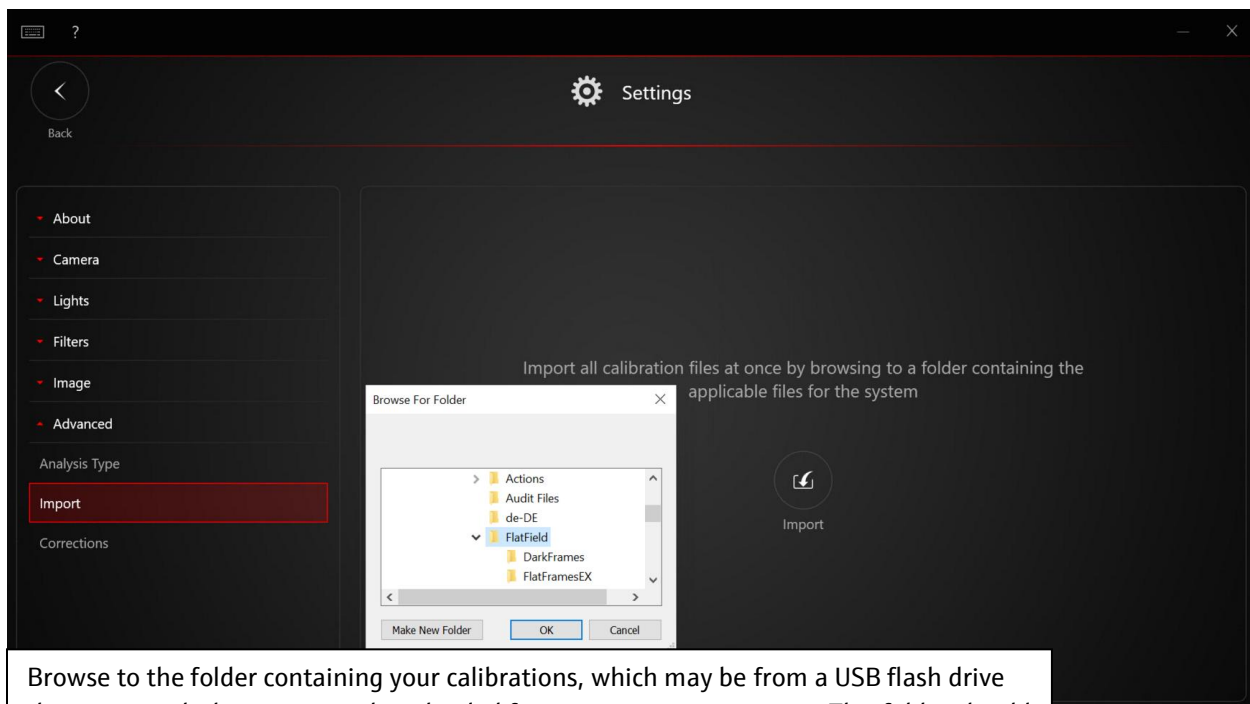 ?
Settings
Back
About
Camera
Lights
Filters
Image
Advanced
Analysis Type
Import
Corrections
Import all calibration files at once by browsing to a folder containing the
applicable files for the system
Import
Browse For Folder
Actions
Audit Files
de-DE
FlatField
DarkFrames
FlatFramesEX
Make New Folder
OK
Cancel
Browse to the folder containing your calibrations, which may be from a USB flash drive